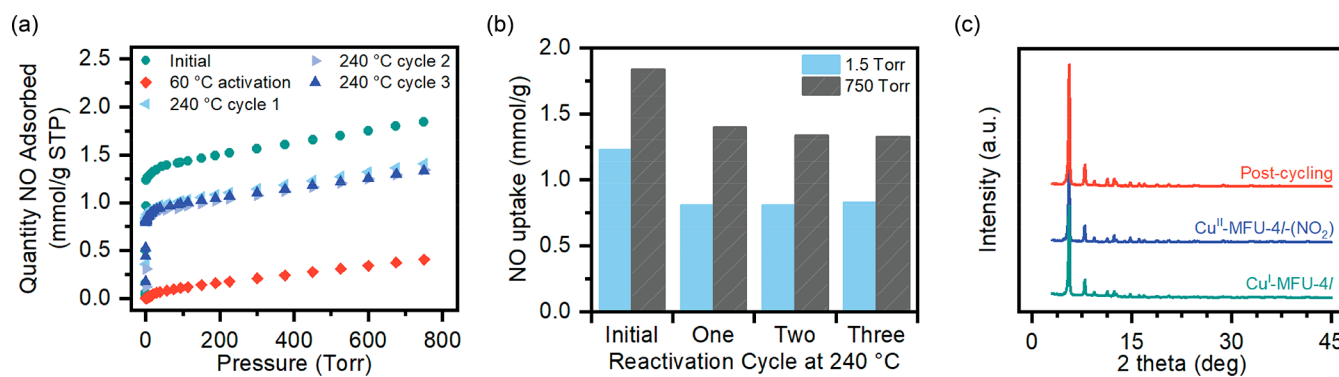 (a)
Quantity NO Adsorbed
(mmol/g STP)
2.5
2.0
1.5
1.0
0.5
0.0
Initial
60 °C activation
240 °C cycle 1
240 °C cycle 2
240 °C cycle 3
0 200 400 600 800
Pressure (Torr)
(b)
NO uptake (mmol/g)
2.0
1.5
1.0
0.5
0.0
1.5 Torr
750 Torr
Initial One Two Three
Reactivation Cycle at 240 °C
(c)
Intensity (a.u.)
Post-cycling
Cuᴵᴵ-MFU-4l-(NO₂)
Cuᴵ-MFU-4l
0 15 30 45
2 theta (deg)